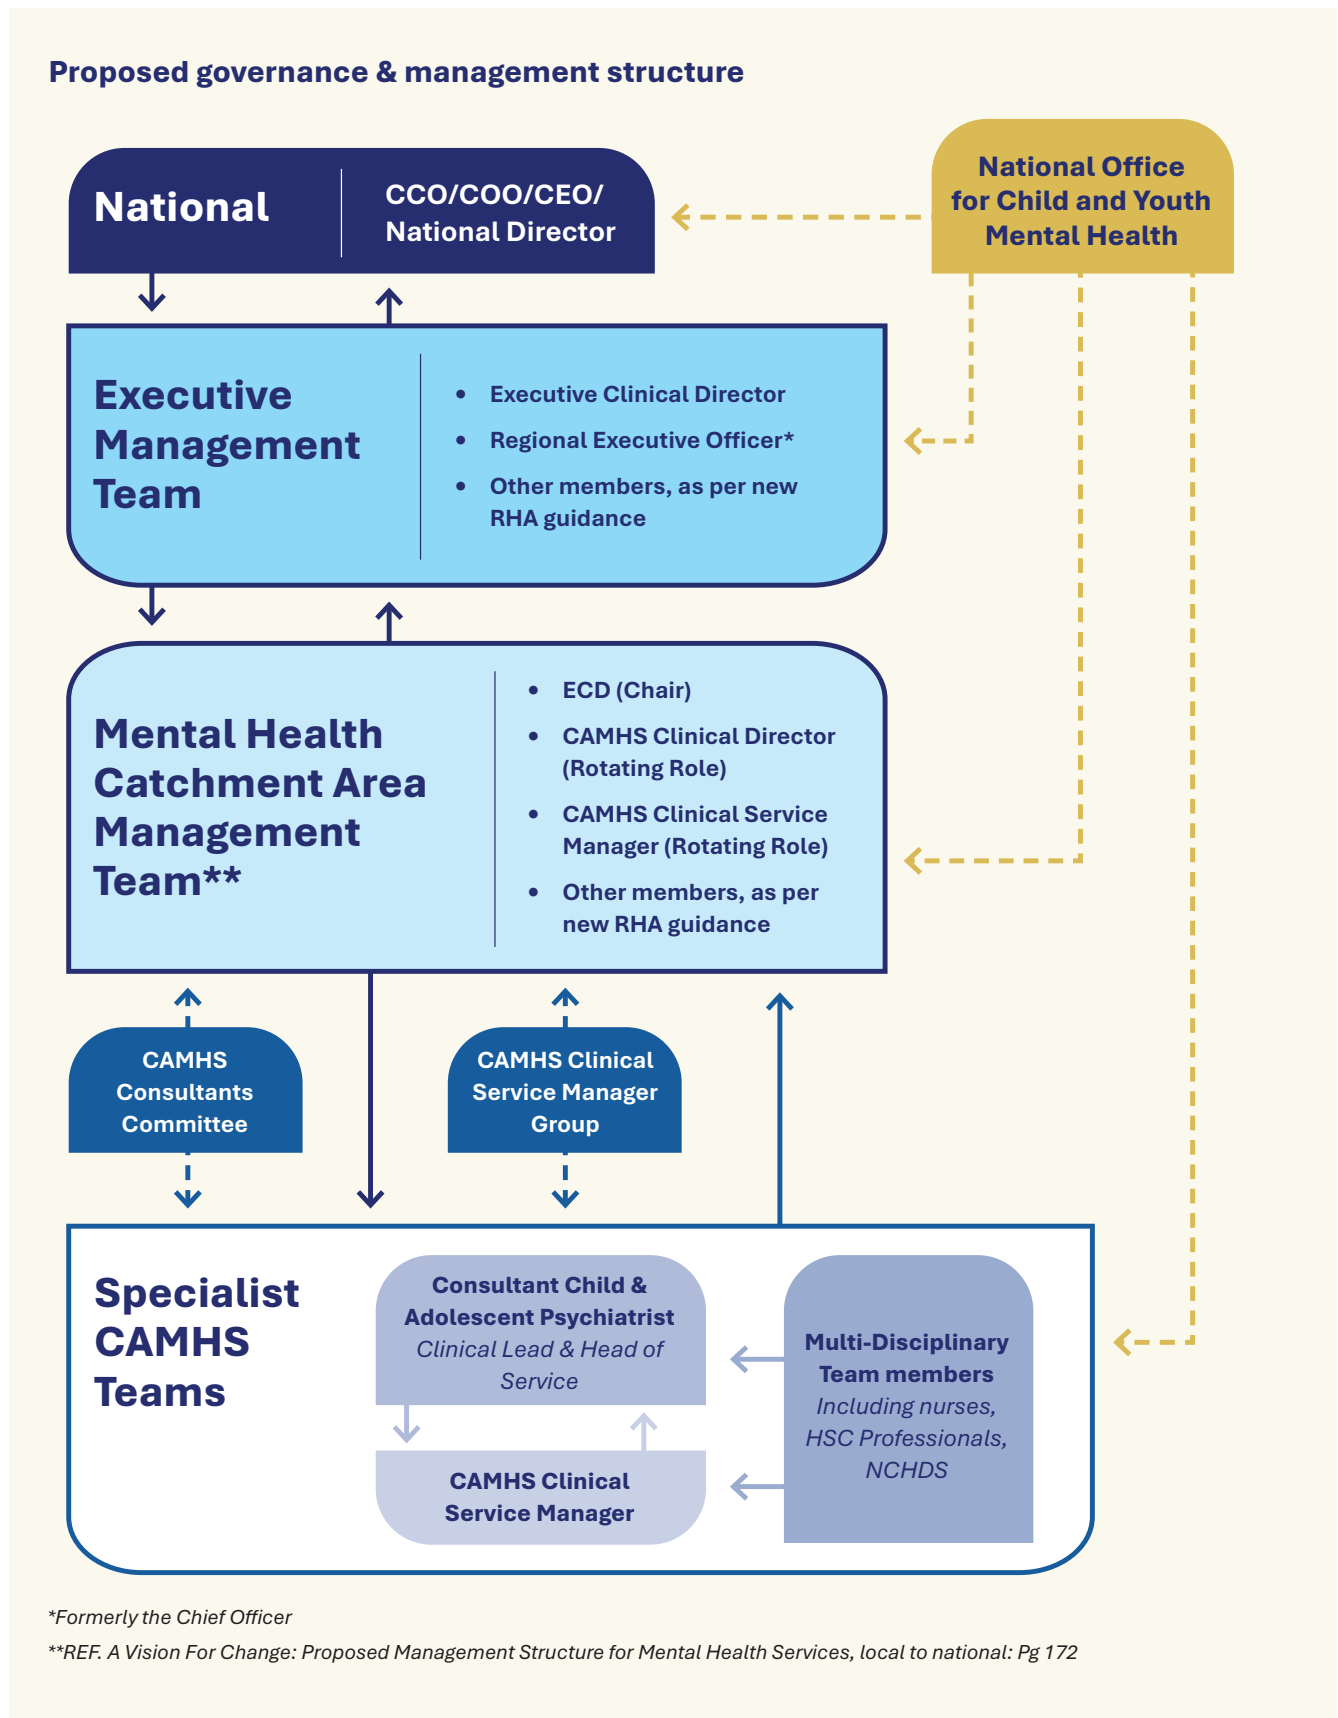 Proposed governance & management structure
National
CCO/COO/CEO/
National Director
National Office
for Child and Youth
Mental Health
Executive
Management
Team
• Executive Clinical Director
• Regional Executive Officer*
• Other members, as per new
RHA guidance
Mental Health
Catchment Area
Management
Team**
• ECD (Chair)
• CAMHS Clinical Director
(Rotating Role)
• CAMHS Clinical Service
Manager (Rotating Role)
• Other members, as per
new RHA guidance
CAMHS
Consultants
Committee
CAMHS Clinical
Service Manager
Group
Specialist
CAMHS
Teams
Consultant Child &
Adolescent Psychiatrist
Clinical Lead & Head of
Service
CAMHS Clinical
Service Manager
Multi-Disciplinary
Team members
Including nurses,
HSC Professionals,
NCHDS
*Formerly the Chief Officer
**REF. A Vision For Change: Proposed Management Structure for Mental Health Services, local to national: Pg 172